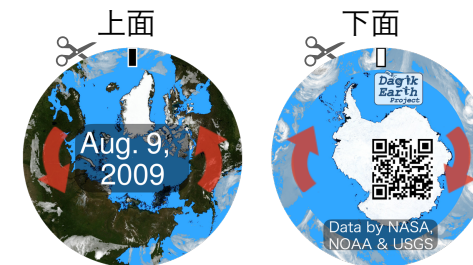 上面
下面
Dagik
Earth
Project
Aug. 9,
2009
Data by NASA,
NOAA & USGS